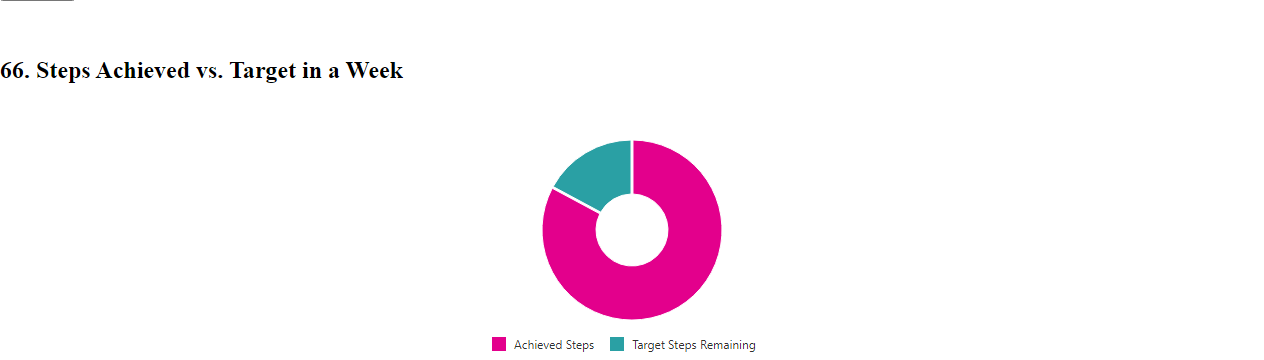 66. Steps Achieved vs. Target in a Week
Achieved Steps
Target Steps Remaining